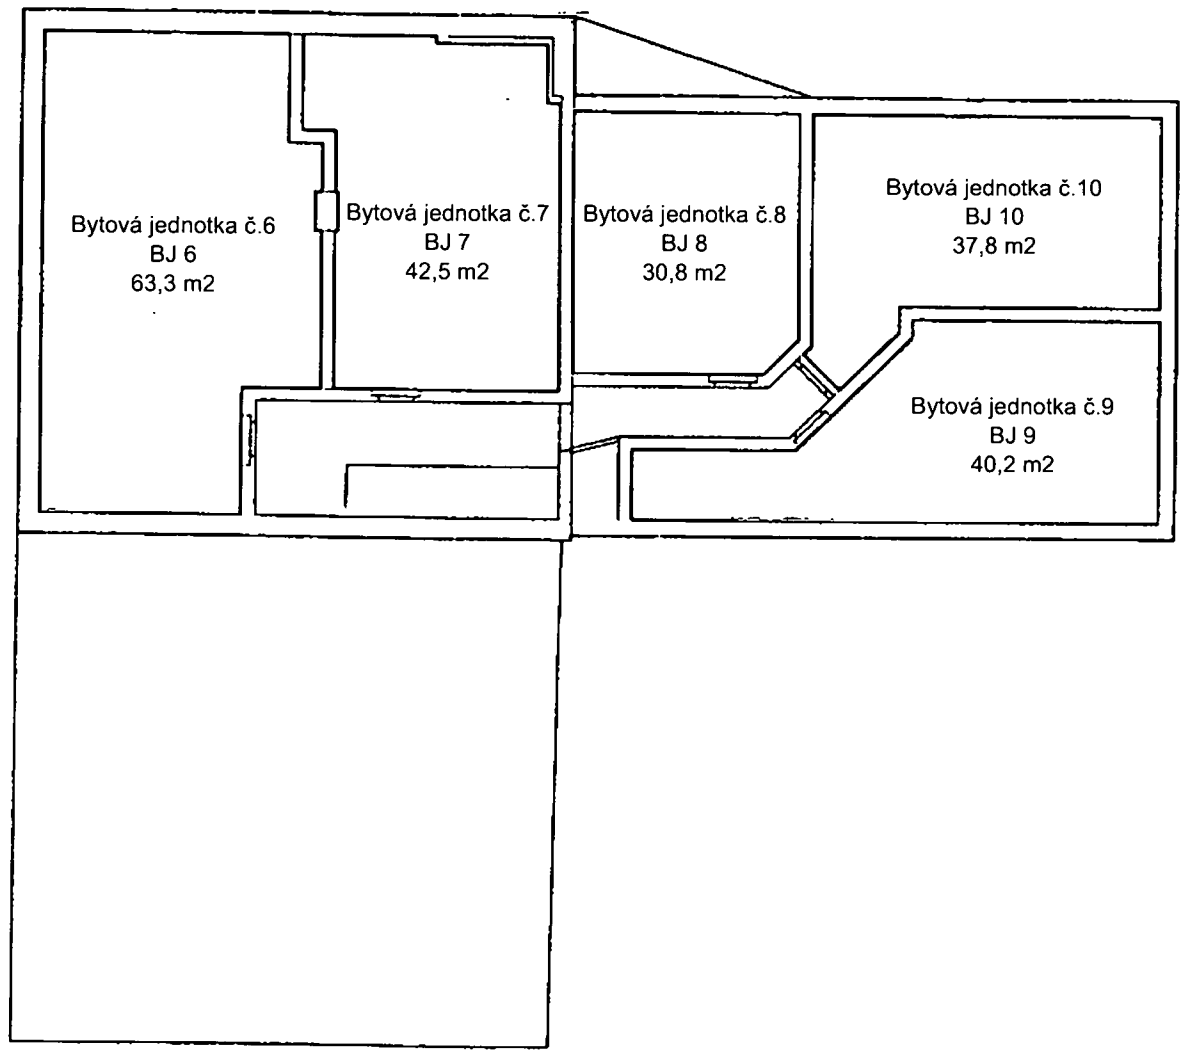 Bytová jednotka č.6
BJ 6
63,3 m2
Bytová jednotka č.7
BJ 7
42,5 m2
Bytová jednotka č.8
BJ 8
30,8 m2
Bytová jednotka č.10
BJ 10
37,8 m2
Bytová jednotka č.9
BJ 9
40,2 m2